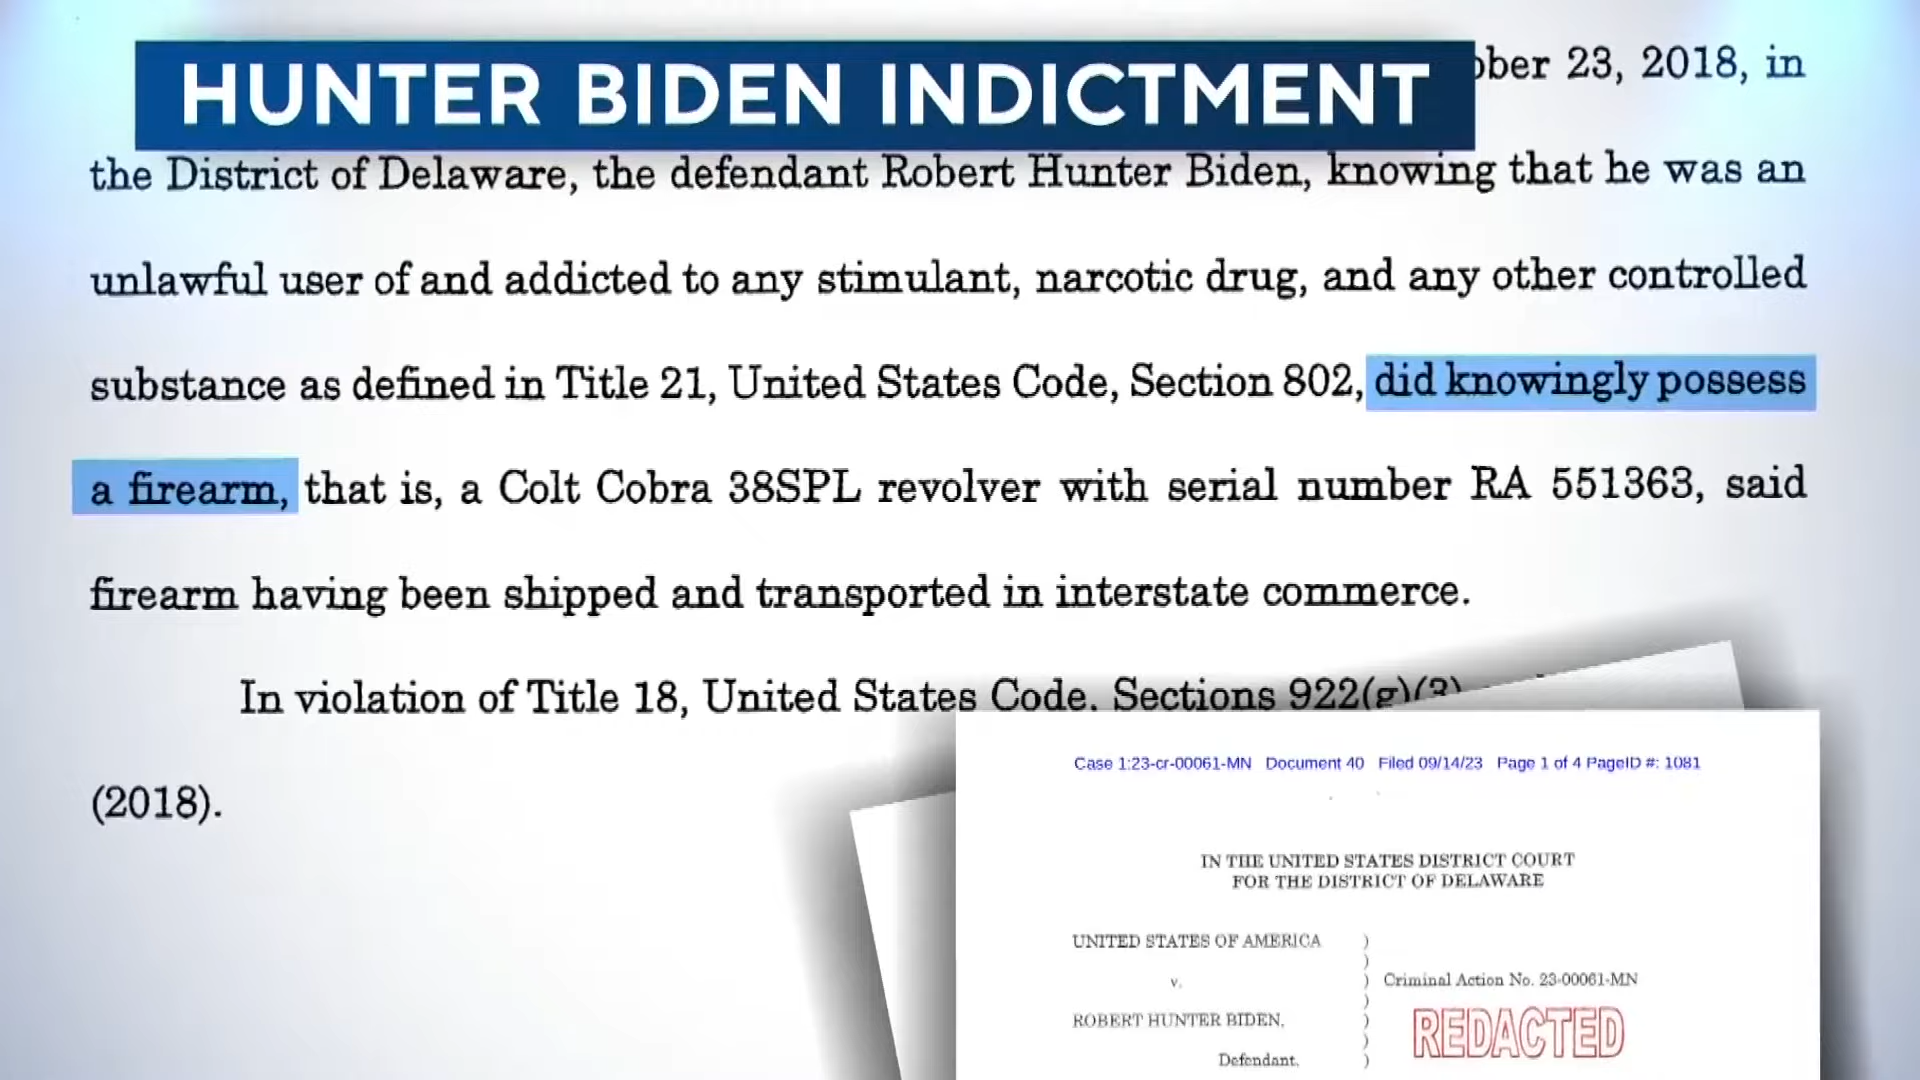 HUNTER BIDEN INDICTMENT
23, 2018, in
the District of Delaware, the defendant Robert Hunter Biden, knowing that he was an
unlawful user of and addicted to any stimulant, narcotic drug, and any other controlled
substance as defined in Title 21, United States Code, Section 802, did knowingly possess
a firearm, that is, a Colt Cobra 38SPL revolver with serial number RA 551363, said
firearm having been shipped and transported in interstate commerce.
In violation of Title 18, United States Code, Sections 922(g)(3)
(2018).
Case 1:23-cr-00061-MN Document 40 Filed 09/14/23 Page 1 of 4 PageID #: 1081
IN THE UNITED STATES DISTRICT COURT
FOR THE DISTRICT OF DELAWARE
UNITED STATES OF AMERICA )
)
v. ) Criminal Action No. 23-00061-MN
)
ROBERT HUNTER BIDEN, ) REDACTED
)
Defendant. )